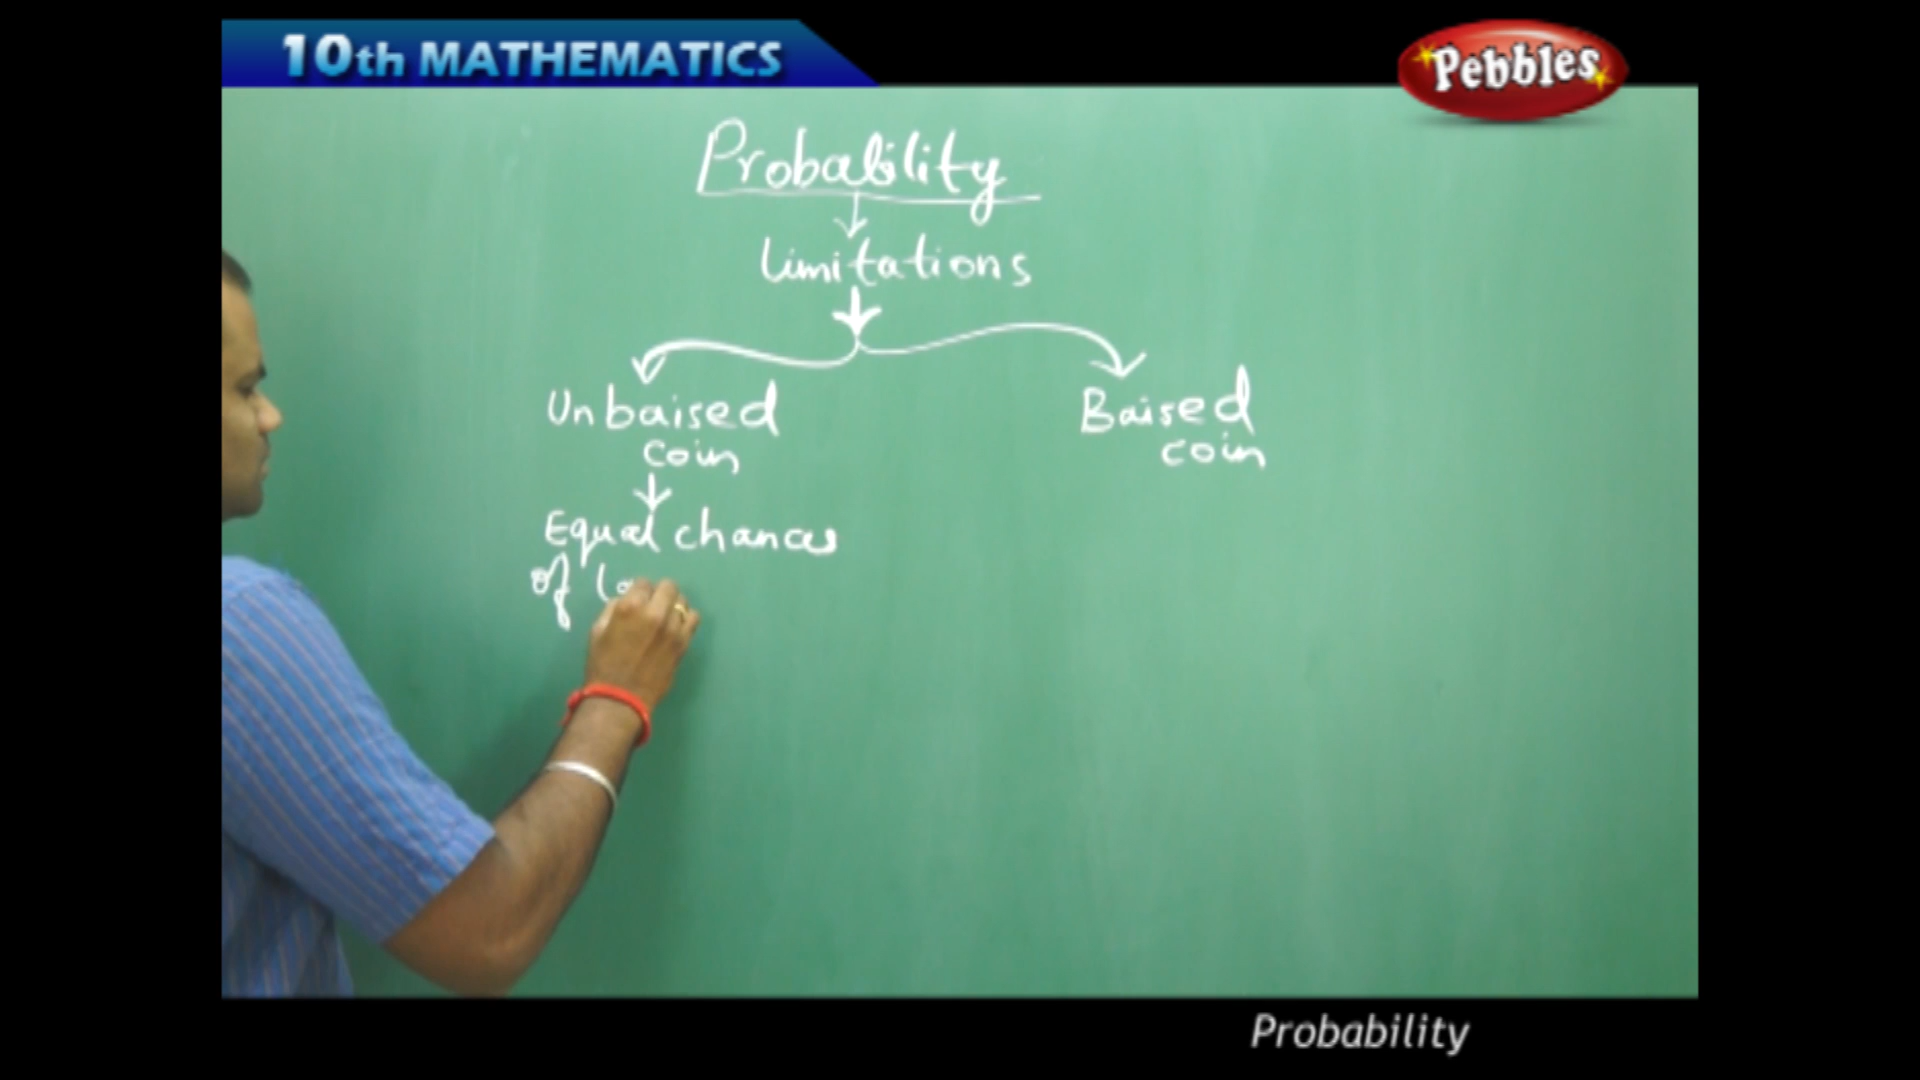 10th MATHEMATICS
Pebbles
Probability
Limitations
Unbaised
coin
Baised
coin
Equal chances
of
Probability